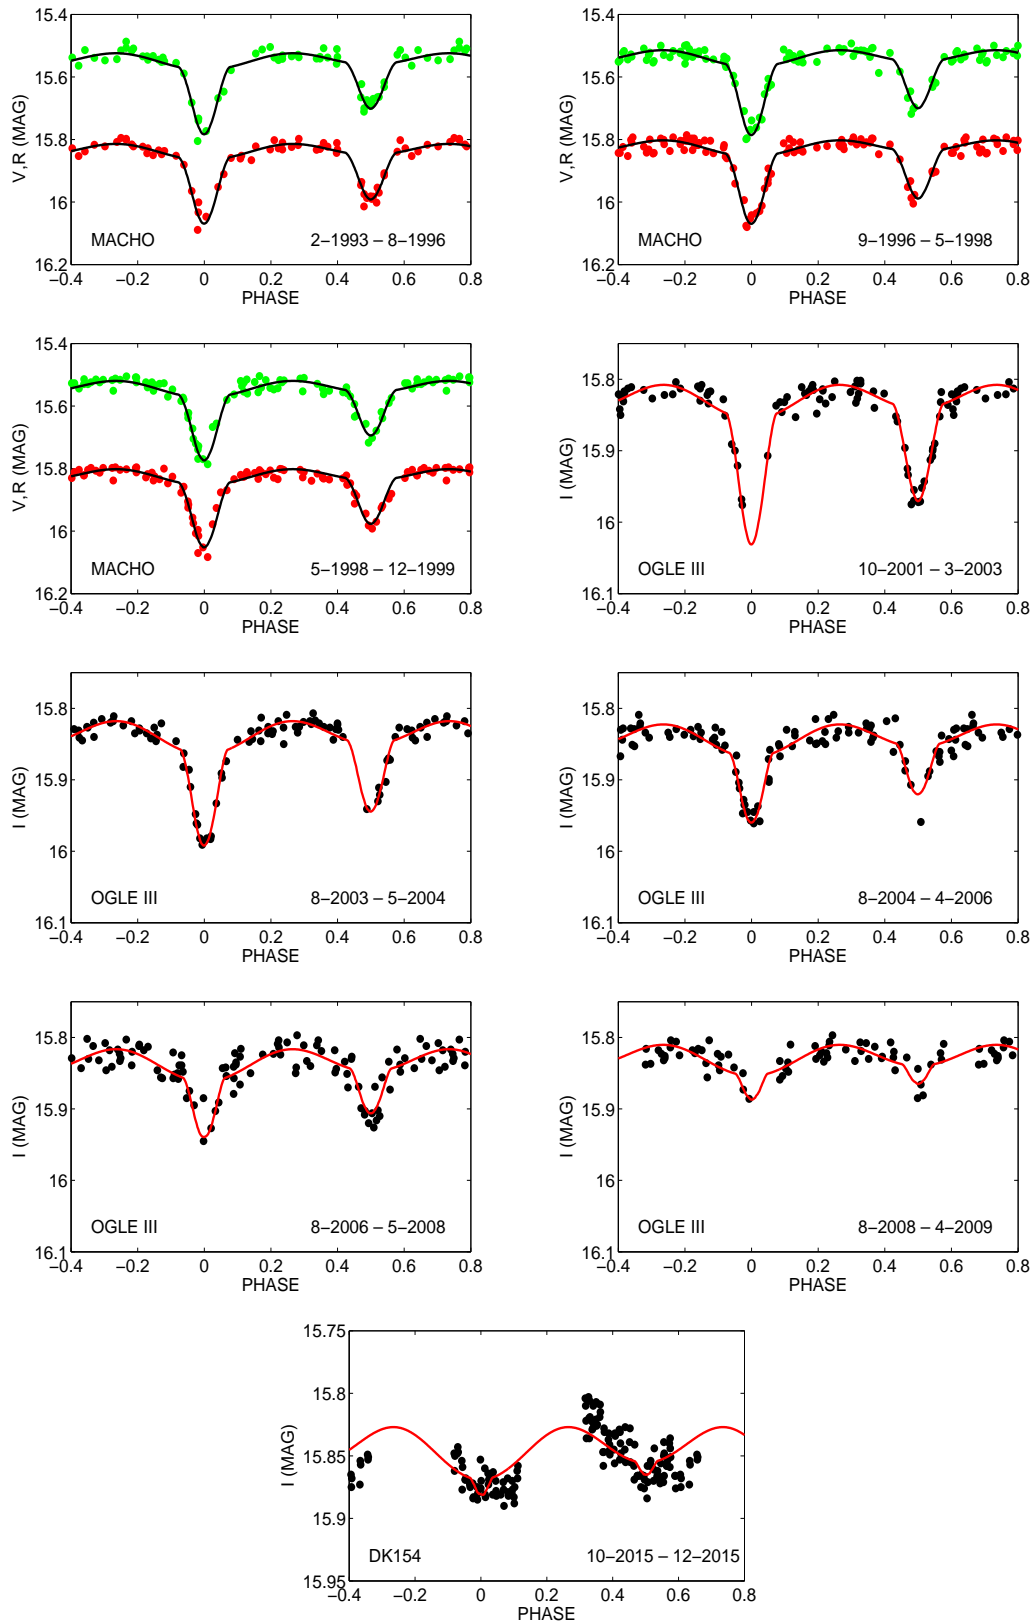 15.4
15.6
15.8
16
16.2
V,R (MAG)
MACHO
2−1993 − 8−1996
−0.4 −0.2 0 0.2 0.4 0.6 0.8
PHASE
15.4
15.6
15.8
16
16.2
V,R (MAG)
MACHO
9−1996 − 5−1998
−0.4 −0.2 0 0.2 0.4 0.6 0.8
PHASE
15.4
15.6
15.8
16
16.2
V,R (MAG)
MACHO
5−1998 − 12−1999
−0.4 −0.2 0 0.2 0.4 0.6 0.8
PHASE
15.8
15.9
16
16.1
I (MAG)
OGLE III
10−2001 − 3−2003
−0.4 −0.2 0 0.2 0.4 0.6 0.8
PHASE
15.8
15.9
16
16.1
I (MAG)
OGLE III
8−2003 − 5−2004
−0.4 −0.2 0 0.2 0.4 0.6 0.8
PHASE
15.8
15.9
16
16.1
I (MAG)
OGLE III
8−2004 − 4−2006
−0.4 −0.2 0 0.2 0.4 0.6 0.8
PHASE
15.8
15.9
16
16.1
I (MAG)
OGLE III
8−2006 − 5−2008
−0.4 −0.2 0 0.2 0.4 0.6 0.8
PHASE
15.8
15.9
16
16.1
I (MAG)
OGLE III
8−2008 − 4−2009
−0.4 −0.2 0 0.2 0.4 0.6 0.8
PHASE
15.75
15.8
15.85
15.9
15.95
I (MAG)
DK154
10−2015 − 12−2015
−0.4 −0.2 0 0.2 0.4 0.6 0.8
PHASE